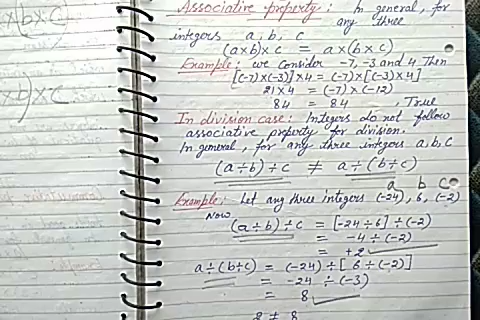 Associative property : In general, for
any three
integers a, b, c
(a×b)×c = a×(b×c)
Example: we consider -7, -3 and 4. Then
[(-7)×(-3)]×4 = (-7)×[(-3)×4]
21×4 = (-7)×(-12)
84 = 84 , True
In division case: Integers do not follow
associative property for division.
In general, for any three integers a, b, c
(a÷b)÷c ≠ a÷(b÷c)
a b c
Example: Let any three integers (-24), 6, (-2)
Now
(a÷b)÷c = [-24÷6]÷(-2)
= -4÷(-2)
= +2
a÷(b÷c) = (-24)÷[6÷(-2)]
= -24 ÷(-3)
= 8
2 ≠ 8